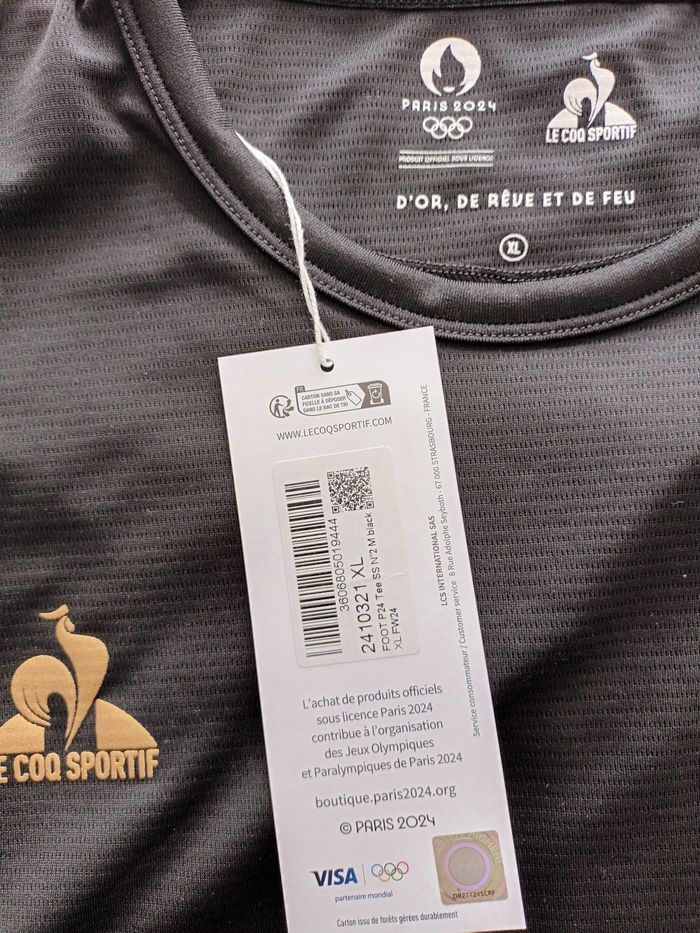 PARIS 2024
LE COQ SPORTIF
PRODUIT OFFICIEL SOUS LICENCE
D'OR, DE RÊVE ET DE FEU
XL
FR
CARTON SANS SA
FICELLE À DÉPOSER
DANS LE BAC DE TRI
WWW.LECOQSPORTIF.COM
3606805019444
2410321 XL
FOOT P24 Tee SS N°2 M black
XL FW24
LCS INTERNATIONAL SAS
Service consommateur / Customer service 8 Rue Adolphe Seyboth - 67 000 STRASBOURG - FRANCE
L'achat de produits officiels
sous licence Paris 2024
contribue à l'organisation
des Jeux Olympiques
et Paralympiques de Paris 2024
boutique.paris2024.org
© PARIS 2024
VISA
partenaire mondial
DR27424SCRF
Carton issu de forêts gérées durablement
E COQ SPORTIF